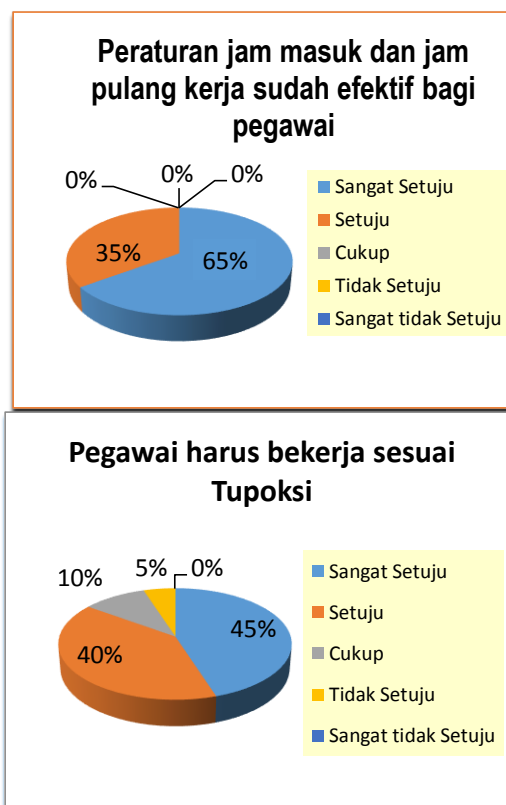 Peraturan jam masuk dan jam
pulang kerja sudah efektif bagi
pegawai
0%
0%
0%
35%
65%
Sangat Setuju
Setuju
Cukup
Tidak Setuju
Sangat tidak Setuju
Pegawai harus bekerja sesuai
Tupoksi
10%
5%
0%
40%
45%
Sangat Setuju
Setuju
Cukup
Tidak Setuju
Sangat tidak Setuju